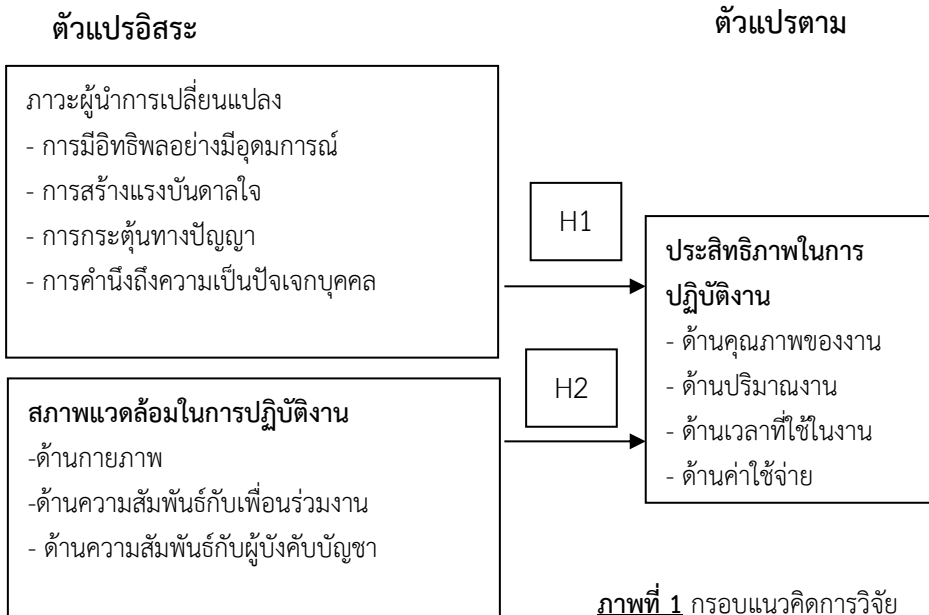 ตัวแปรอิสระ
ตัวแปรตาม
ภาวะผู้นำการเปลี่ยนแปลง
- การมีอิทธิพลอย่างมีอุดมการณ์
- การสร้างแรงบันดาลใจ
- การกระตุ้นทางปัญญา
- การคำนึงถึงความเป็นปัจเจกบุคคล
H1
H2
สภาพแวดล้อมในการปฏิบัติงาน
-ด้านกายภาพ
-ด้านความสัมพันธ์กับเพื่อนร่วมงาน
- ด้านความสัมพันธ์กับผู้บังคับบัญชา
ประสิทธิภาพในการ
ปฏิบัติงาน
- ด้านคุณภาพของงาน
- ด้านปริมาณงาน
- ด้านเวลาที่ใช้ในงาน
- ด้านค่าใช้จ่าย
ภาพที่ 1 กรอบแนวคิดการวิจัย